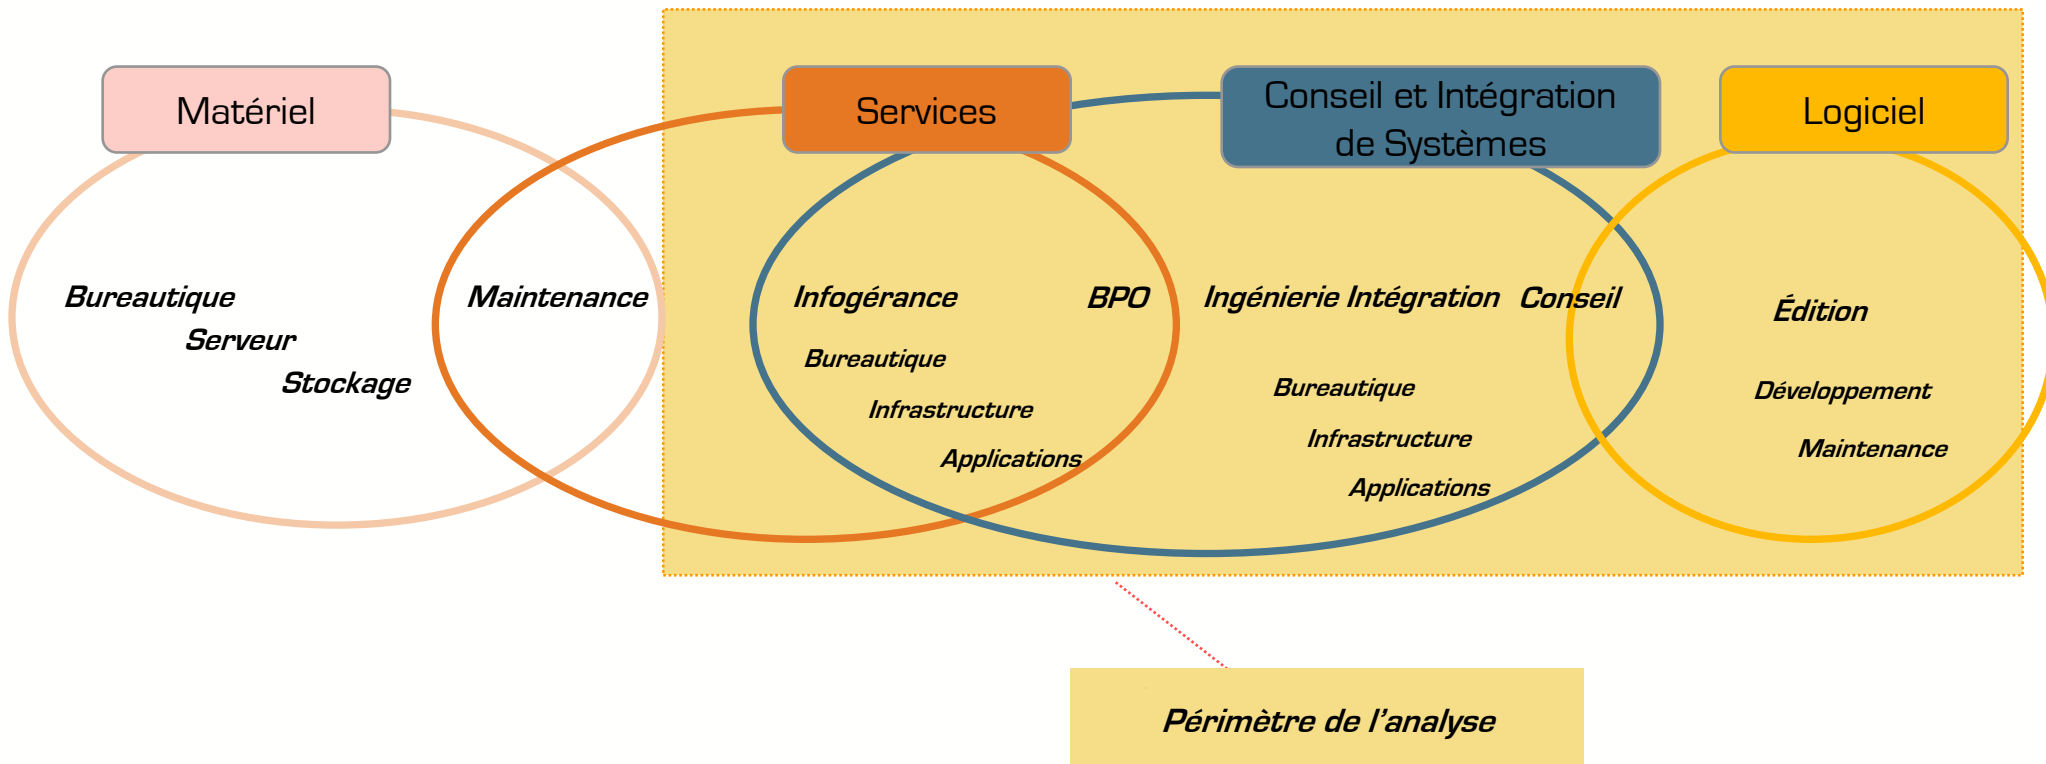 Matériel
Services
Conseil et Intégration
de Systèmes
Logiciel
Bureautique
Serveur
Stockage
Maintenance
Infogérance
Bureautique
Infrastructure
Applications
BPO
Ingénierie Intégration
Bureautique
Infrastructure
Applications
Conseil
Édition
Développement
Maintenance
Périmètre de l'analyse